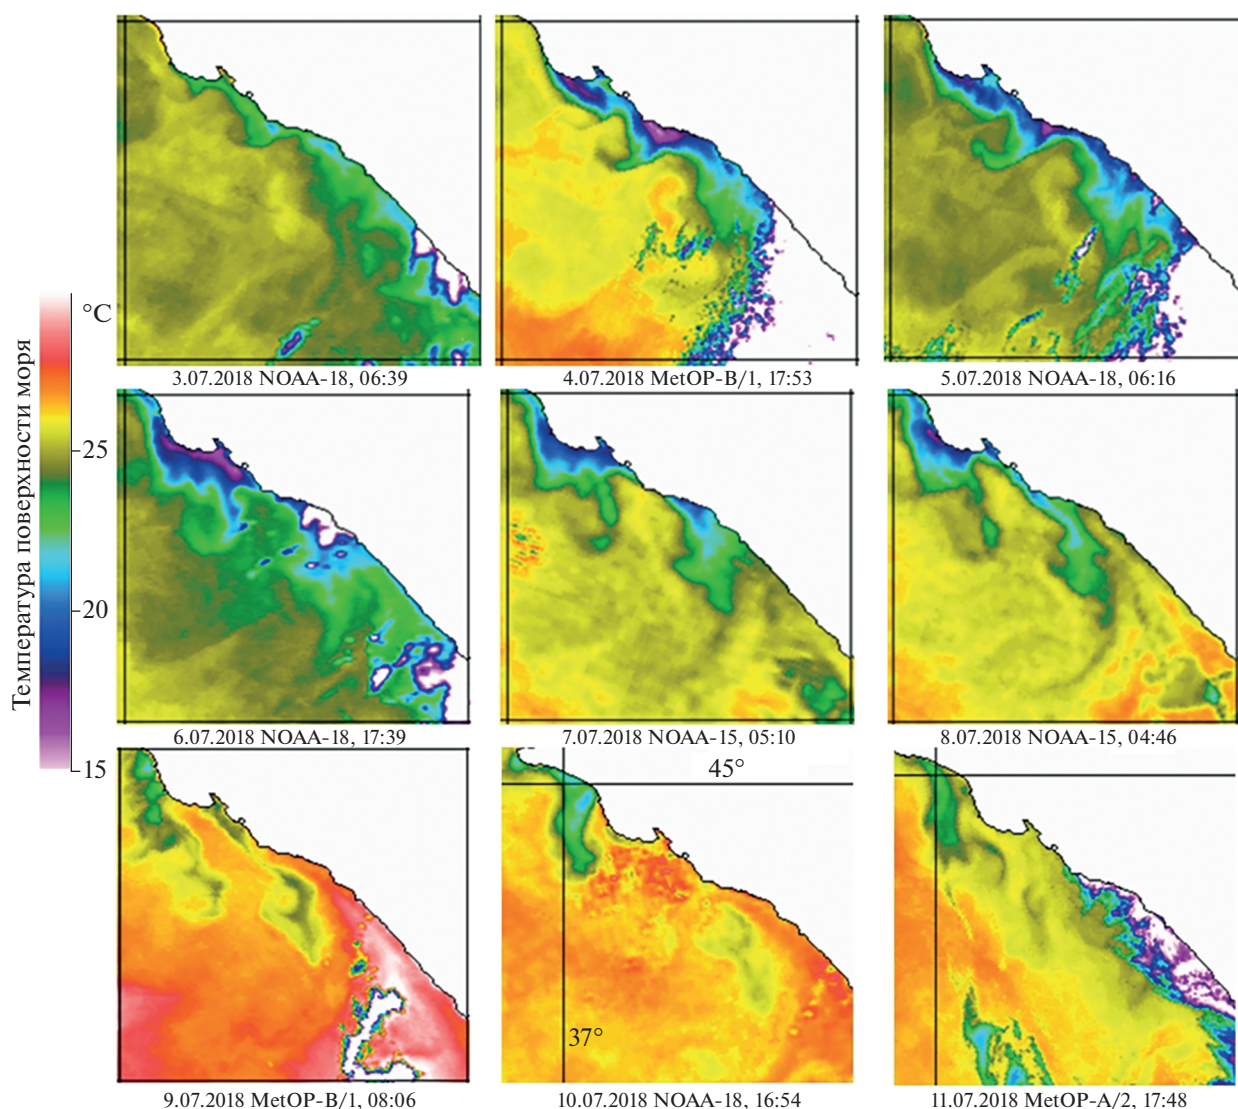 3.07.2018 NOAA-18, 06:39
4.07.2018 MetOP-B/1, 17:53
5.07.2018 NOAA-18, 06:16
Температура поверхности моря
°C
25
20
15
6.07.2018 NOAA-18, 17:39
7.07.2018 NOAA-15, 05:10
8.07.2018 NOAA-15, 04:46
45°
37°
9.07.2018 MetOP-B/1, 08:06
10.07.2018 NOAA-18, 16:54
11.07.2018 MetOP-A/2, 17:48